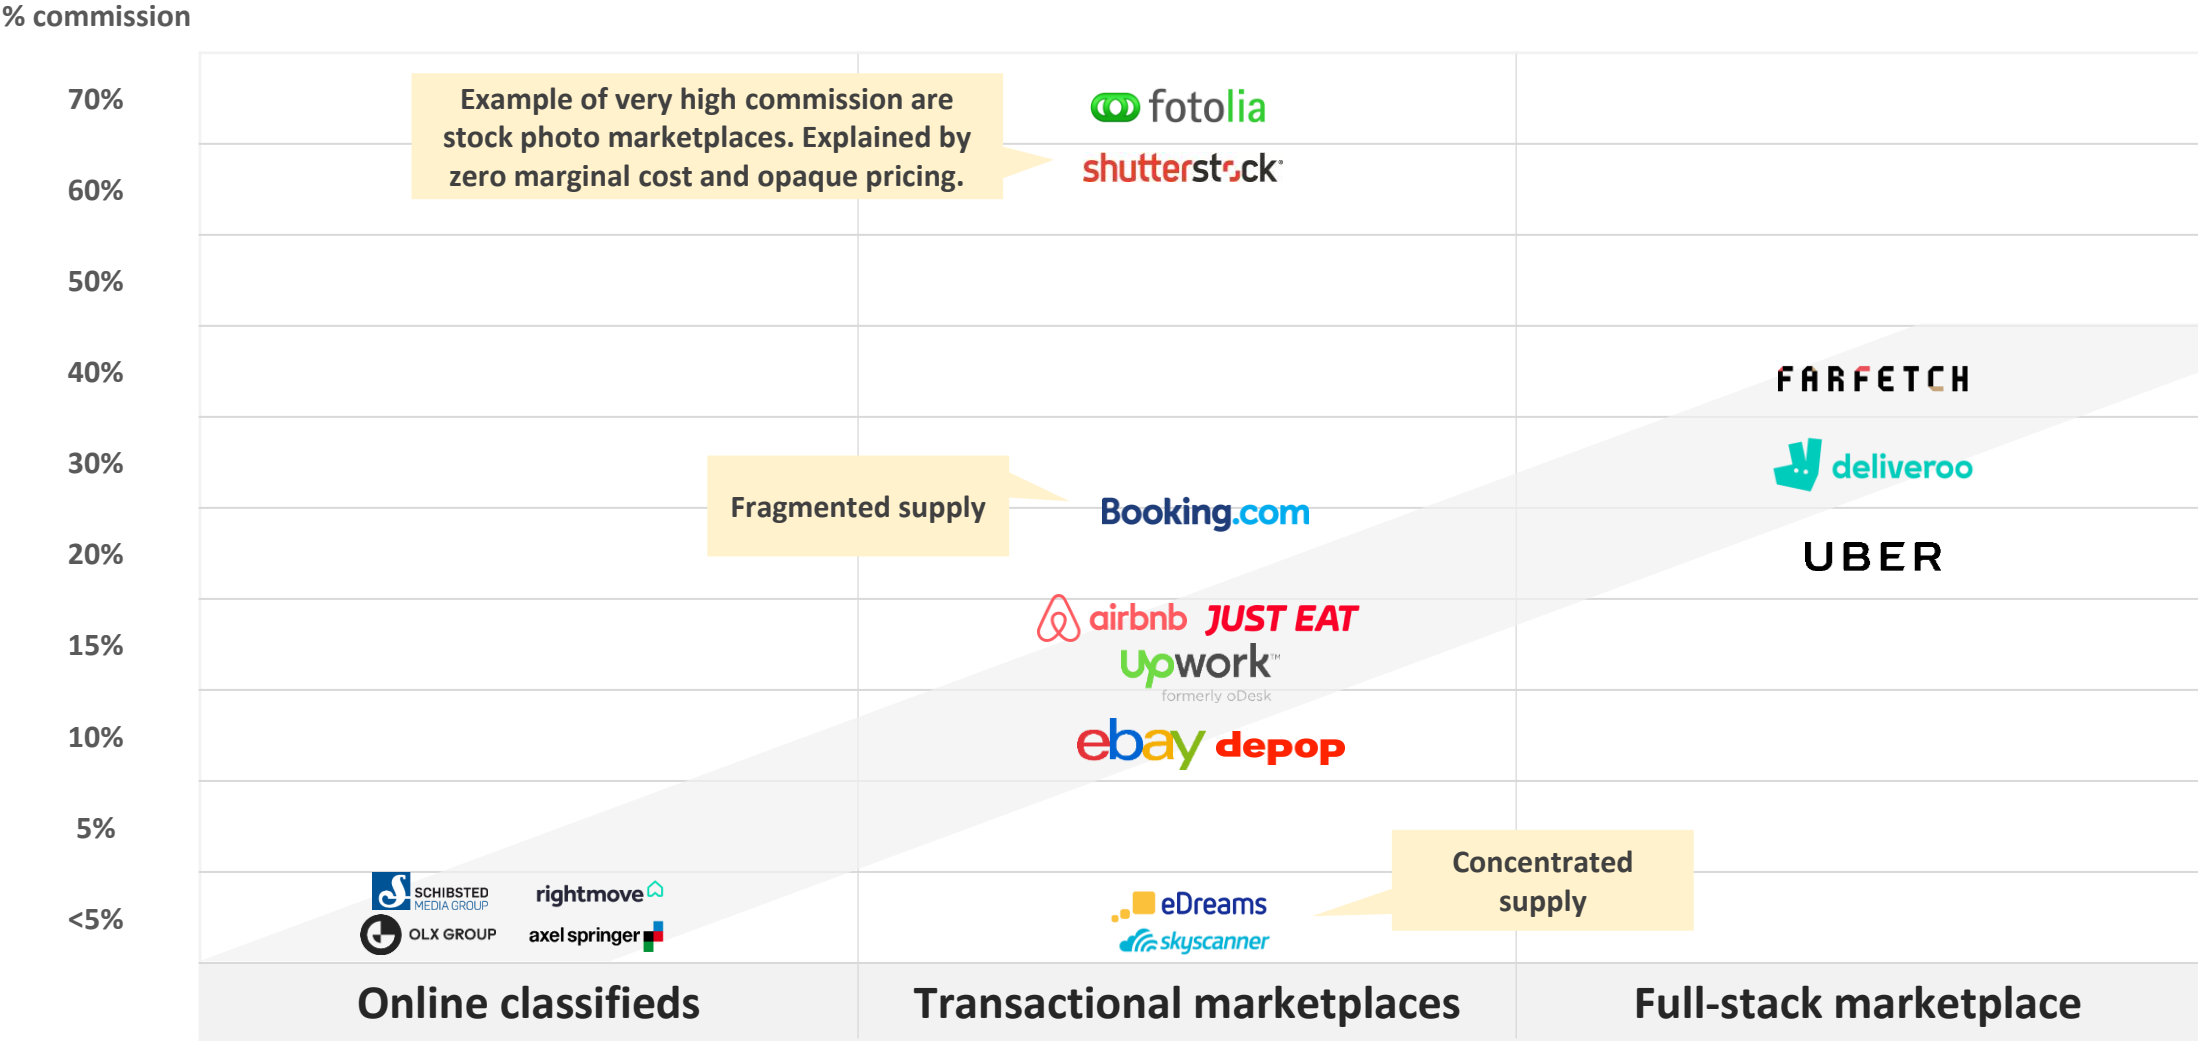 % commission
70%
Example of very high commission are
stock photo marketplaces. Explained by
zero marginal cost and opaque pricing.
fotolia
shutterstock
60%
50%
40%
FARFETCH
30%
deliveroo
Fragmented supply
Booking.com
20%
UBER
airbnb
JUST EAT
15%
upwork™
formerly oDesk
10%
ebay
depop
5%
Concentrated
supply
<5%
SCHIBSTED
MEDIA GROUP
rightmove
OLX GROUP
axel springer
eDreams
skyscanner
Online classifieds
Transactional marketplaces
Full-stack marketplace